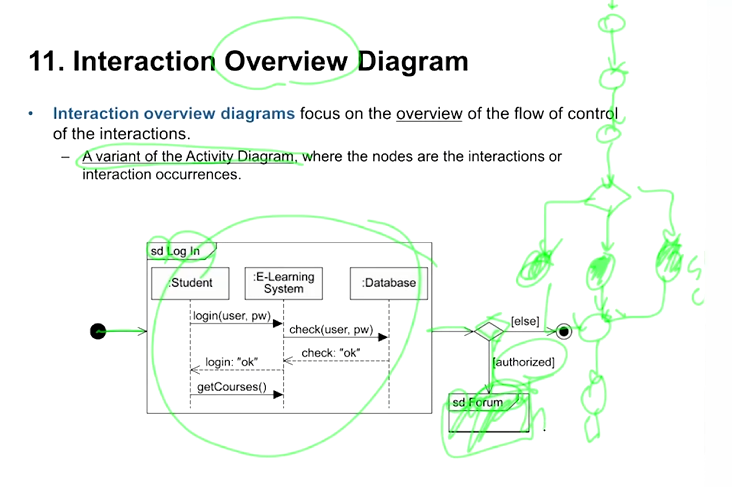 11. Interaction Overview Diagram
• Interaction overview diagrams focus on the overview of the flow of control
of the interactions.
– A variant of the Activity Diagram, where the nodes are the interactions or
interaction occurrences.
sd Log In
:Student
:E-Learning
System
:Database
login(user, pw)
check(user, pw)
check: "ok"
login: "ok"
getCourses()
[else]
[authorized]
sd Forum